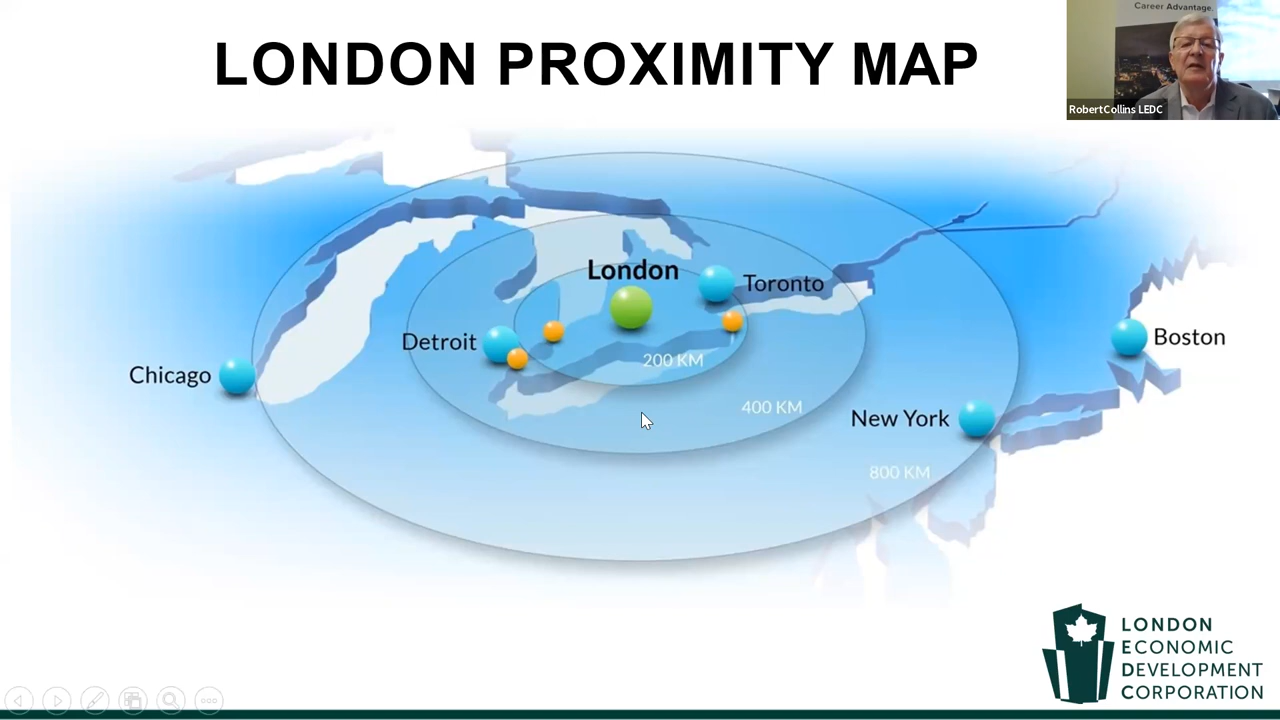 LONDON PROXIMITY MAP
Career Advantage.
RobertCollins LEDC
London
Toronto
Detroit
Boston
Chicago
200 KM
400 KM
New York
800 KM
LONDON
ECONOMIC
DEVELOPMENT
CORPORATION